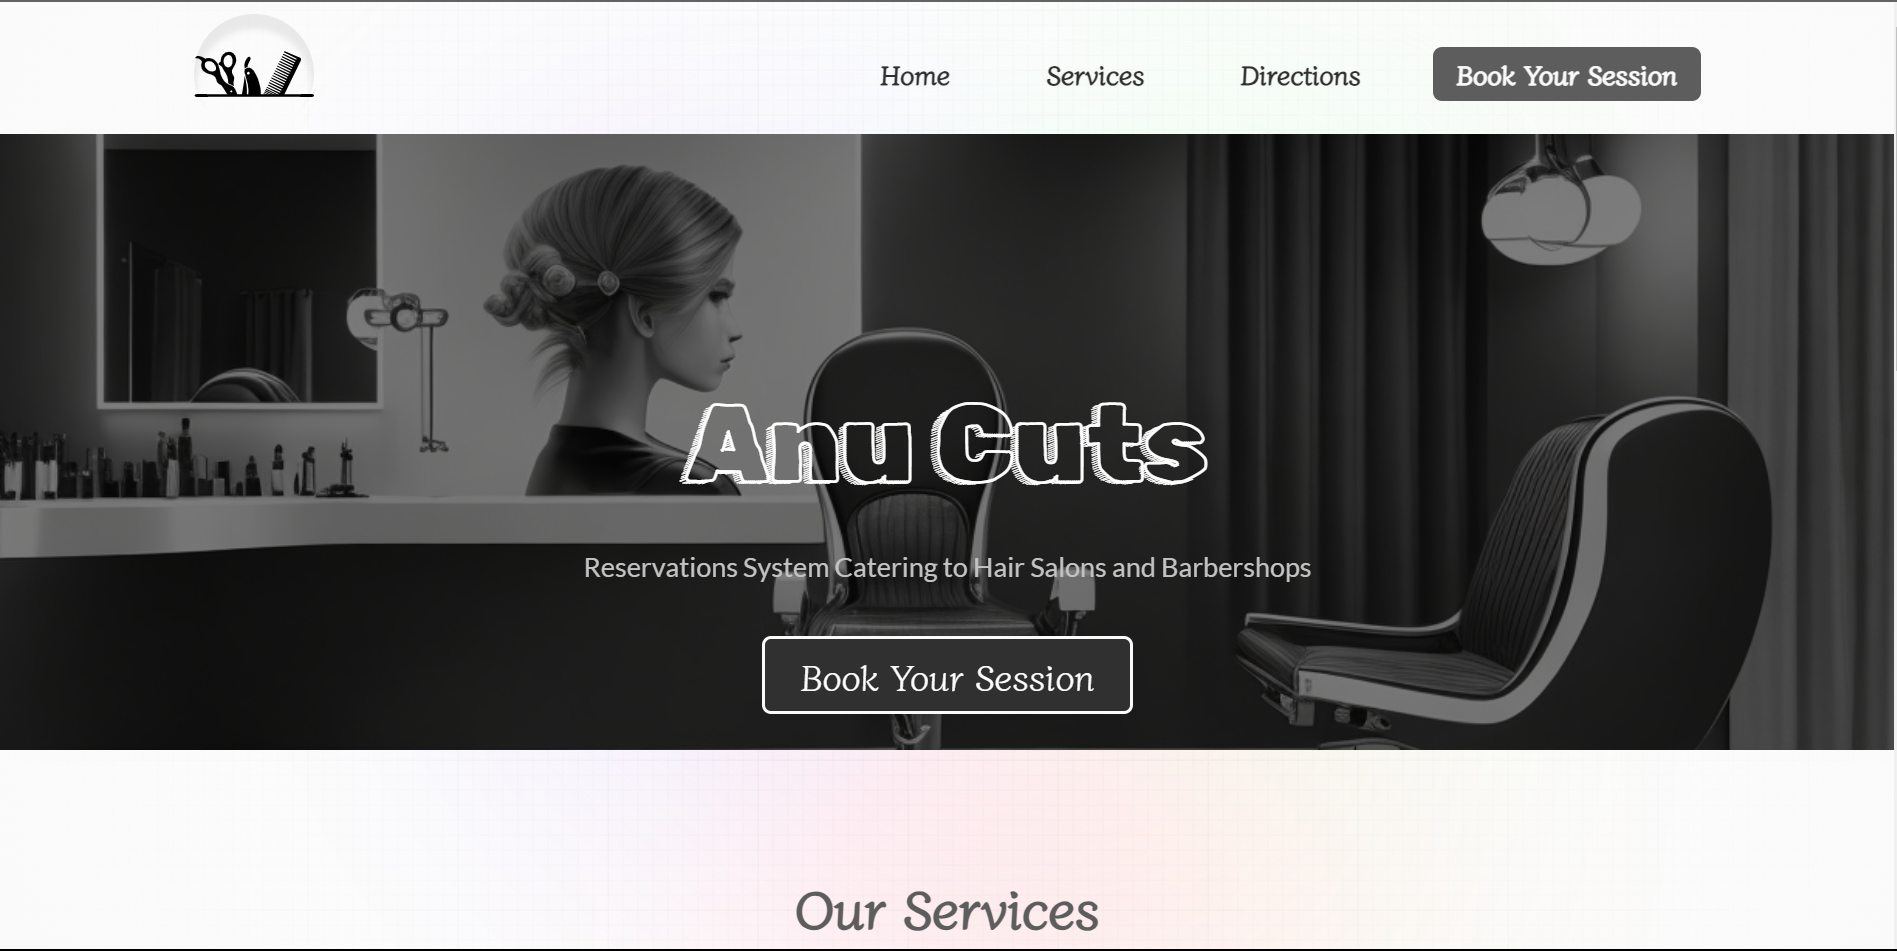 Home
Services
Directions
Book Your Session
Anu Cuts
Reservations System Catering to Hair Salons and Barbershops
Book Your Session
Our Services